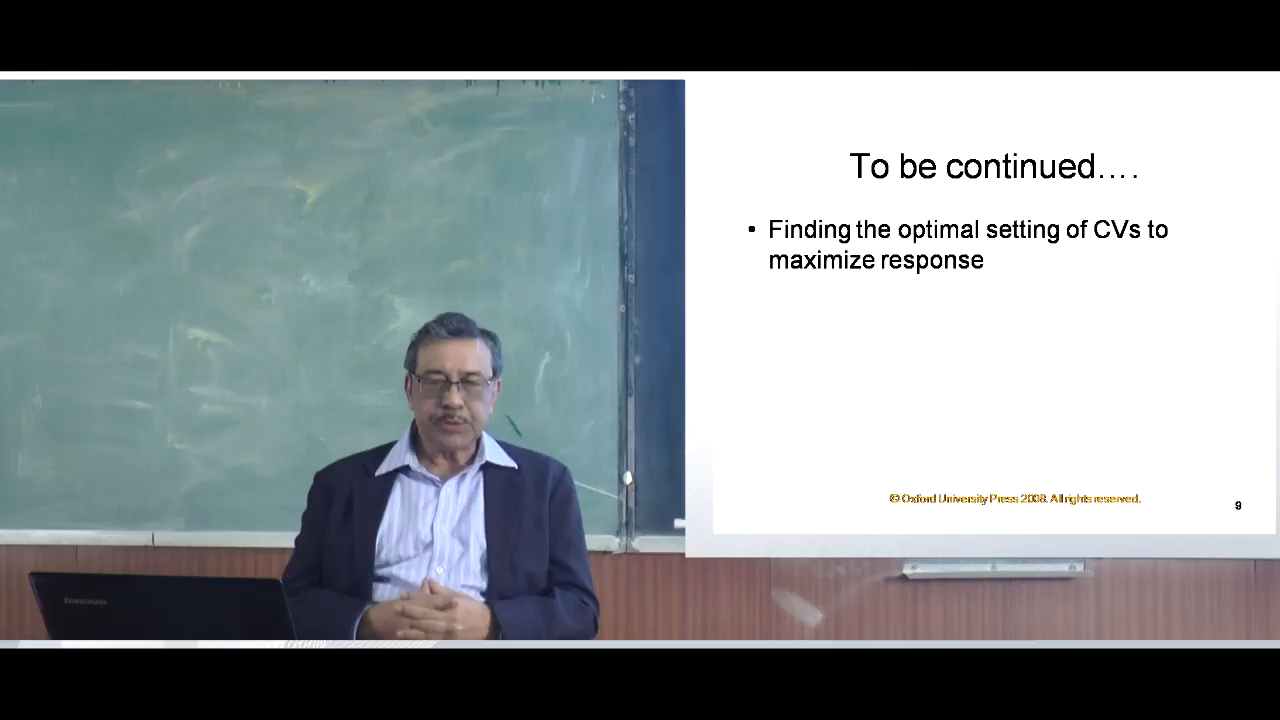 To be continued….
• Finding the optimal setting of CVs to
maximize response
© Oxford University Press 2008. All rights reserved.
9
lenovo